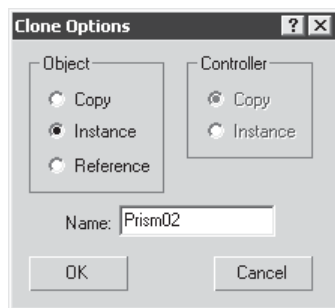 Clone Options ? ×
Object Controller
Copy Copy
Instance Instance
Reference
Name: Prism02
OK Cancel